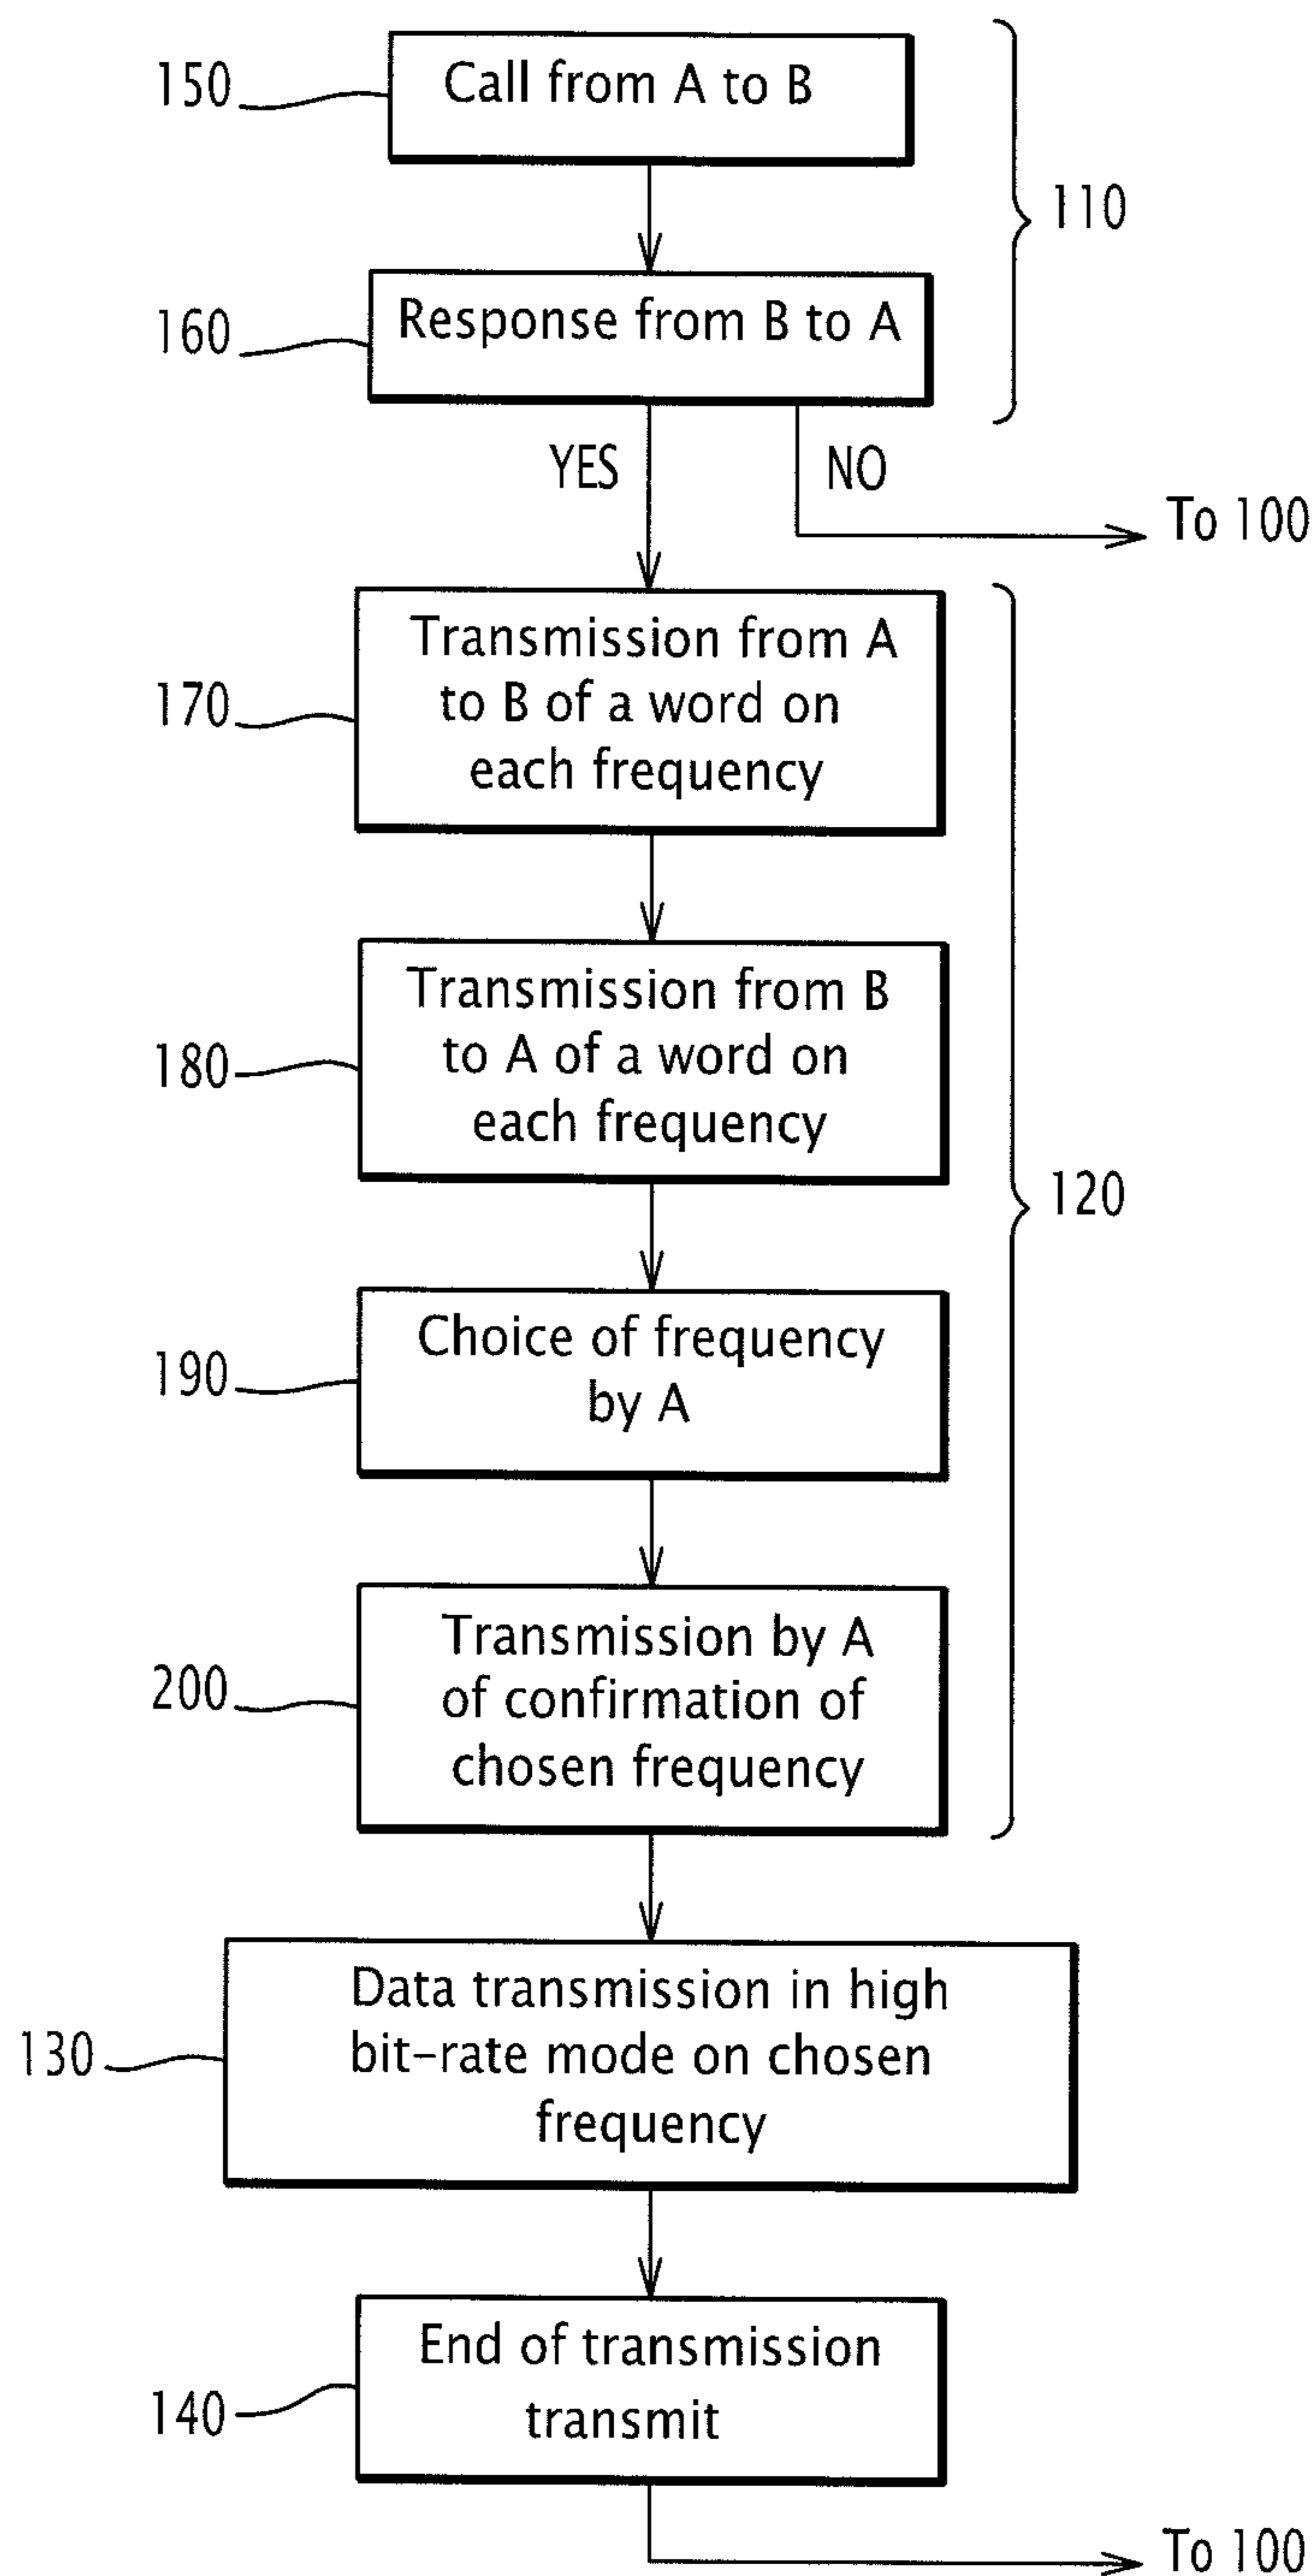 150
Call from A to B
110
160
Response from B to A
YES
NO
To 100
170
Transmission from A
to B of a word on
each frequency
180
Transmission from B
to A of a word on
each frequency
120
190
Choice of frequency
by A
200
Transmission by A
of confirmation of
chosen frequency
130
Data transmission in high
bit-rate mode on chosen
frequency
140
End of transmission
transmit
To 100